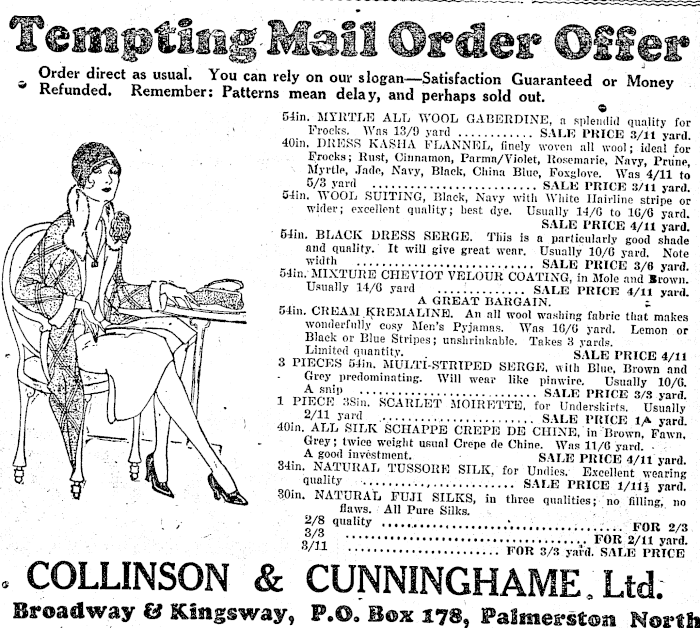 Tempting Mail Order Offer
Order direct as usual. You can rely on our slogan—Satisfaction Guaranteed or Money
Refunded. Remember: Patterns mean delay, and perhaps sold out.
54in. MYRTLE ALL WOOL GABERDINE, a splendid quality for
Frocks. Was 13/9 yard ............ SALE PRICE 3/11 yard.
40in. DRESS KASHA FLANNEL, finely woven all wool; ideal for
Frocks; Rust, Cinnamon, Parma/Violet, Rosemarie, Navy, Prune,
Myrtle, Jade, Navy, Black, China Blue, Foxglove. Was 4/11 to
5/3 yard .......................... SALE PRICE 3/11 yard.
54in. WOOL SUITING, Black, Navy with White Hairline stripe or
wider; excellent quality; best dye. Usually 14/6 to 16/6 yard.
SALE PRICE 4/11 yard.
54in. BLACK DRESS SERGE. This is a particularly good shade
and quality. It will give great wear. Usually 10/6 yard. Note
width ............................ SALE PRICE 3/6 yard.
54in. MIXTURE CHEVIOT VELOUR COATING, in Mole and Brown.
Usually 14/6 yard .............. SALE PRICE 4/11 yard.
A GREAT BARGAIN.
54in. CREAM KREMALINE. An all wool washing fabric that makes
wonderfully cosy Men's Pyjamas. Was 16/6 yard. Lemon or
Black or Blue Stripes; unshrinkable. Takes 3 yards.
Limited quantity. SALE PRICE 4/11
3 PIECES 54in. MULTI-STRIPED SERGE, with Blue, Brown and
Grey predominating. Will wear like pinwire. Usually 10/6.
A snip ............................ SALE PRICE 3/3 yard.
1 PIECE 38in. SCARLET MOIRETTE, for Underskirts. Usually
2/11 yard ........................ SALE PRICE yard.
40in. ALL SILK SCHAPPE CREPE DE CHINE, in Brown, Fawn,
Grey; twice weight usual Crepe de Chine. Was 11/6 yard.
A good investment. SALE PRICE 4/11 yard.
34in. NATURAL TUSSORE SILK, for Undies. Excellent wearing
quality .................... SALE PRICE 1/11½ yard.
30in. NATURAL FUJI SILKS, in three qualities; no filling, no
flaws. All Pure Silks.
2/8 quality .................................... FOR 2/3
3/3 .................................... FOR 2/11 yard.
3/11 ...................... FOR 3/3 yard. SALE PRICE
COLLINSON & CUNNINGHAME, Ltd.
Broadway & Kingsway, P.O. Box 178, Palmerston North